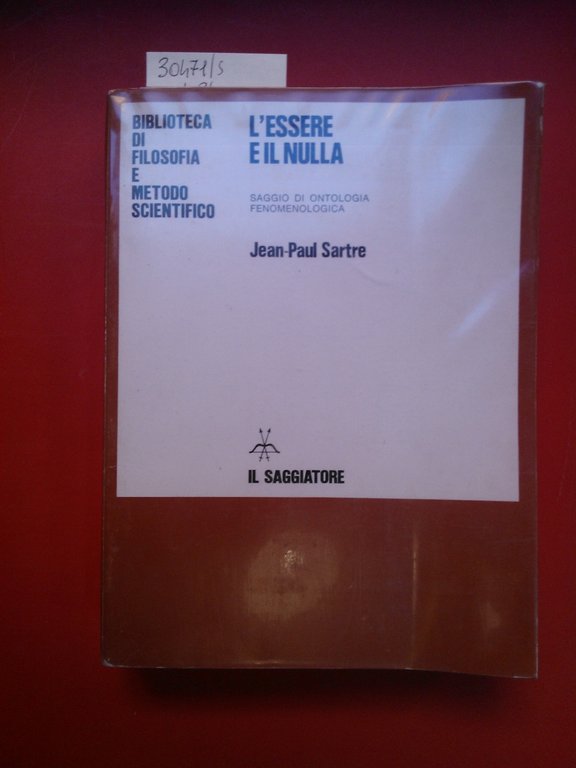 30471/s
BIBLIOTECA
DI
FILOSOFIA
E
METODO
SCIENTIFICO
L'ESSERE
E IL NULLA
SAGGIO DI ONTOLOGIA
FENOMENOLOGICA
Jean-Paul Sartre
IL SAGGIATORE